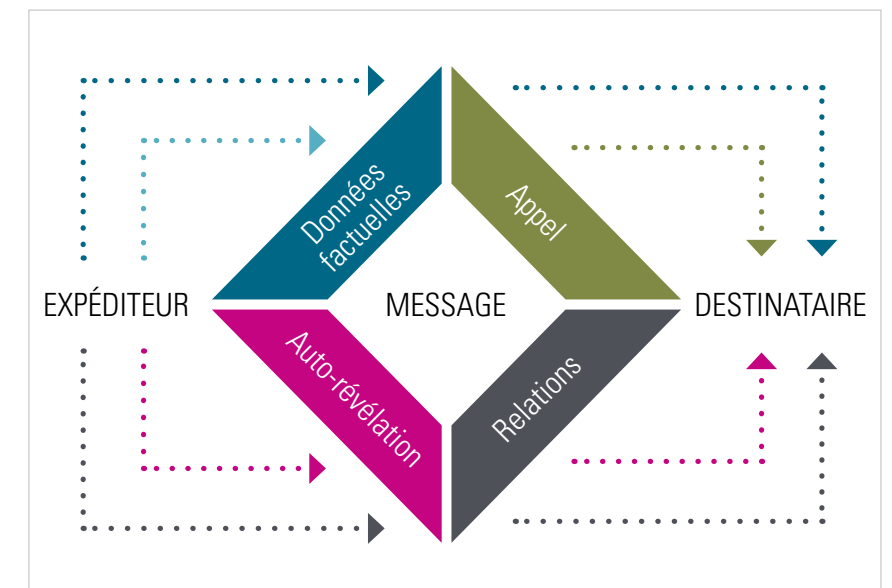 Données
factuelles
Appel
EXPÉDITEUR
MESSAGE
DESTINATAIRE
Auto-révélation
Relations